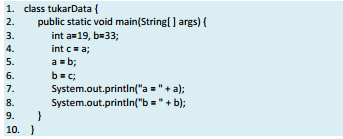 1. class tukarData {
2. public static void main(String[ ] args) {
3. int a=19, b=33;
4. int c = a;
5. a = b;
6. b = c;
7. System.out.println("a = " + a);
8. System.out.println("b = " + b);
9. }
10. }